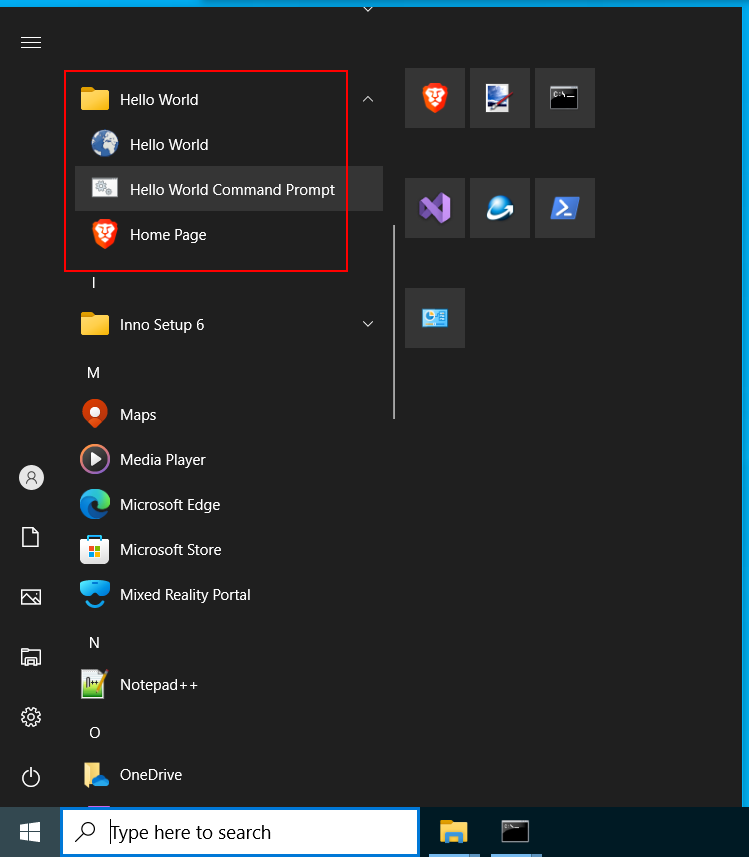 Hello World
Hello World
Hello World Command Prompt
Home Page
I
Inno Setup 6
M
Maps
Media Player
Microsoft Edge
Microsoft Store
Mixed Reality Portal
N
Notepad++
O
OneDrive
Type here to search